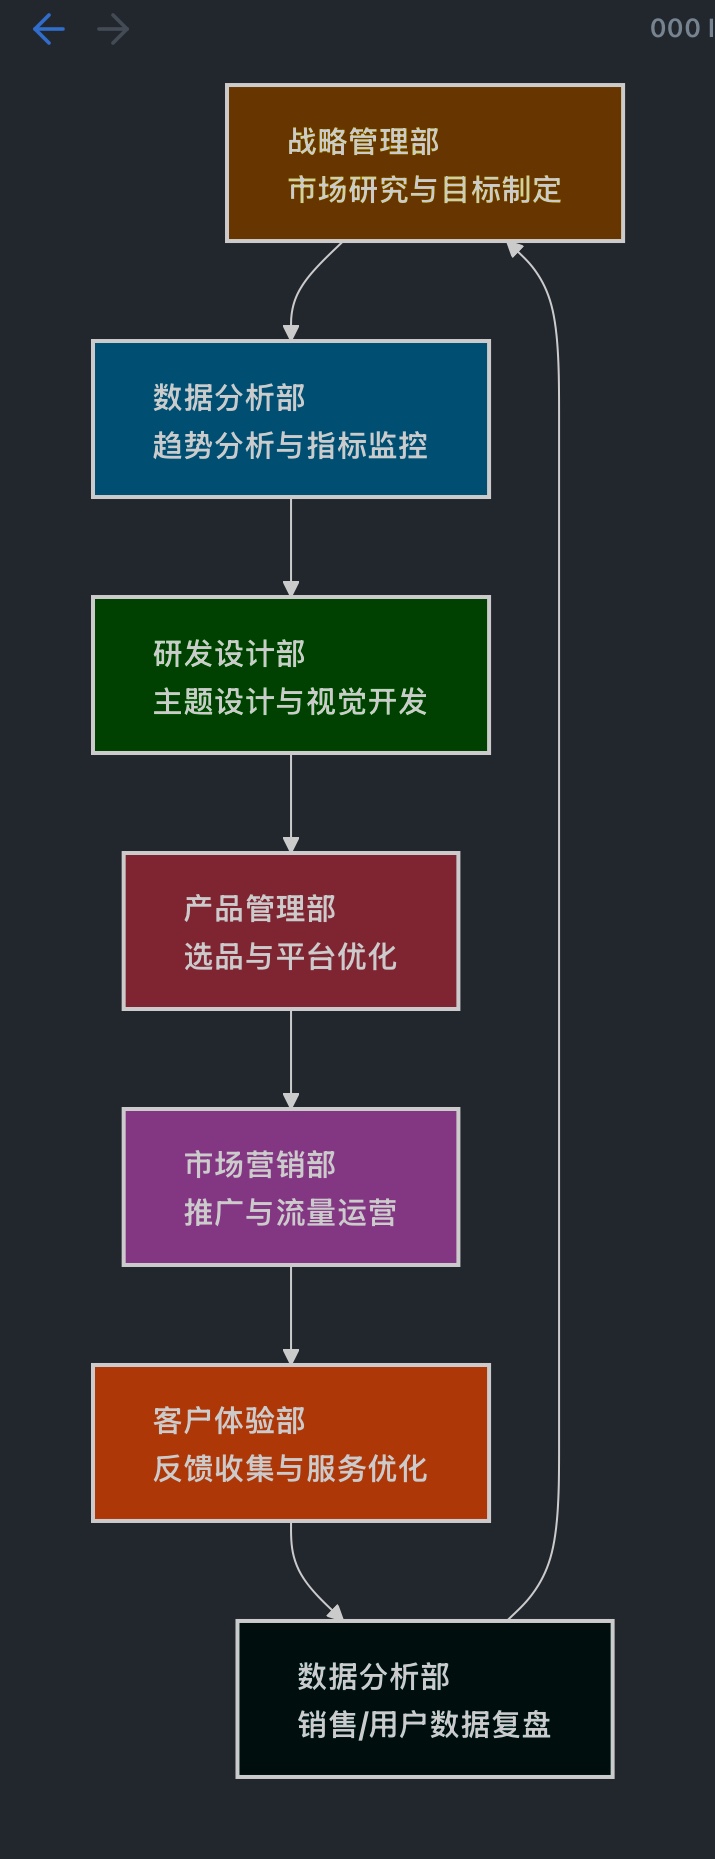 000
战略管理部
市场研究与目标制定
数据分析部
趋势分析与指标监控
研发设计部
主题设计与视觉开发
产品管理部
选品与平台优化
市场营销部
推广与流量运营
客户体验部
反馈收集与服务优化
数据分析部
销售/用户数据复盘